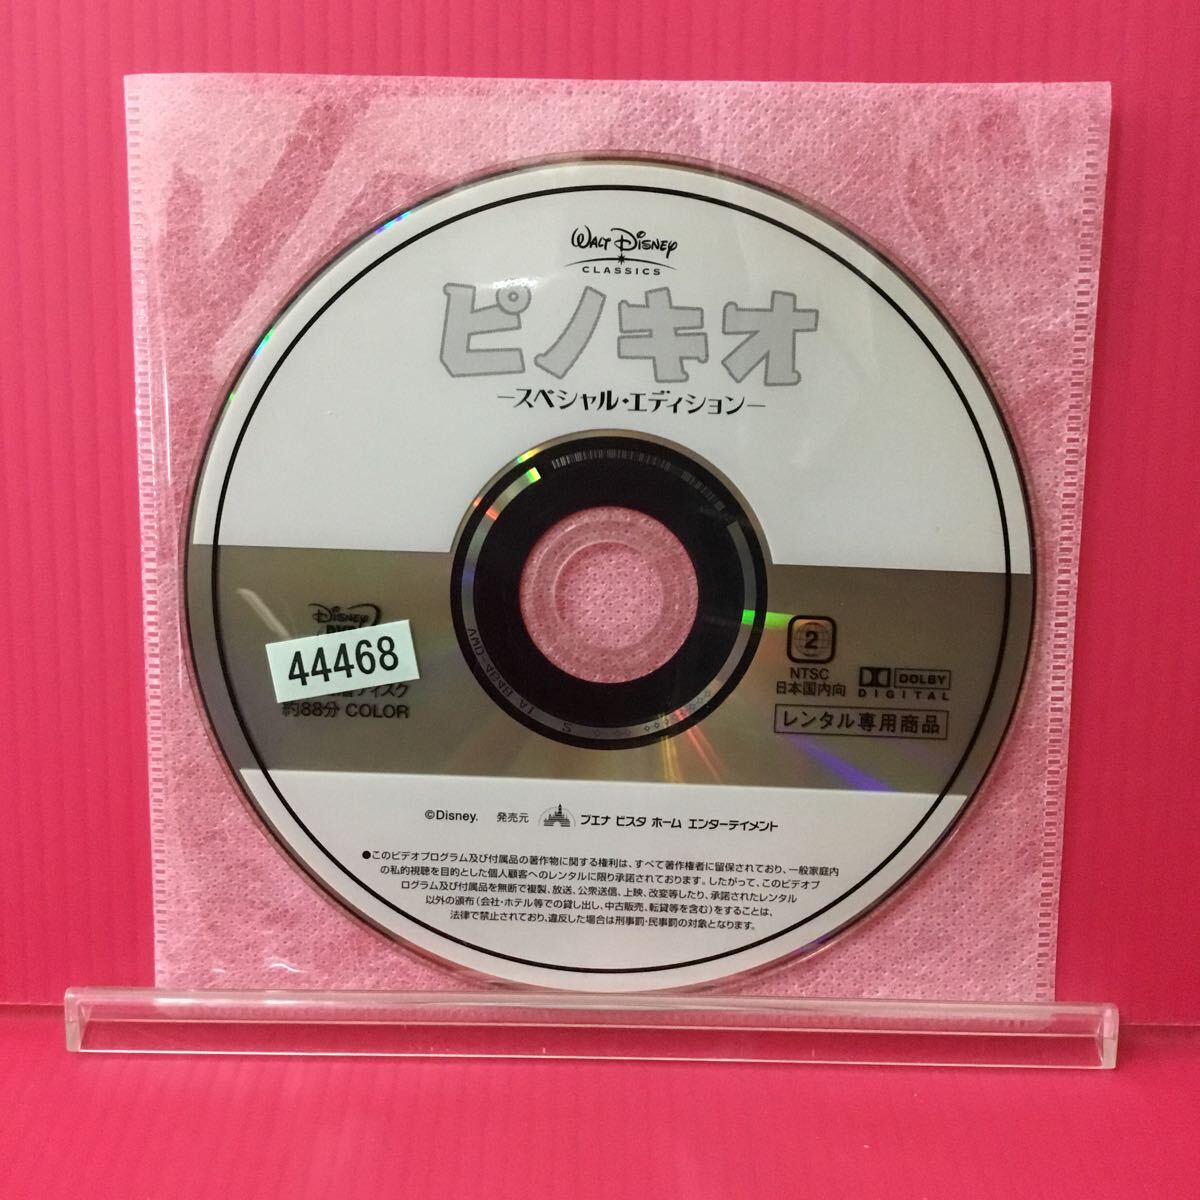 WALT DISNEY
CLASSICS
ピノキオ
ースペシャル・エディションー
DISNEY
44468
ディスク
約88分 COLOR
2
NTSC
日本国内向
DOLBY
DIGITAL
レンタル専用商品
©Disney. 発売元 ブエナ ビスタ ホーム エンターテイメント
●このビデオプログラム及び付属品の著作物に関する権利は、すべて著作権者に留保されており、一般家庭内
の私的視聴を目的とした個人顧客へのレンタルに限り承諾されております。したがって、このビデオプ
ログラム及び付属品を無断で複製、放送、公衆送信、上映、改変等したり、承諾されたレンタル
以外の頒布(会社・ホテル等での貸し出し、中古販売、転貸等を含む)をすることは、
法律で禁止されており、違反した場合は刑事罰・民事罰の対象となります。